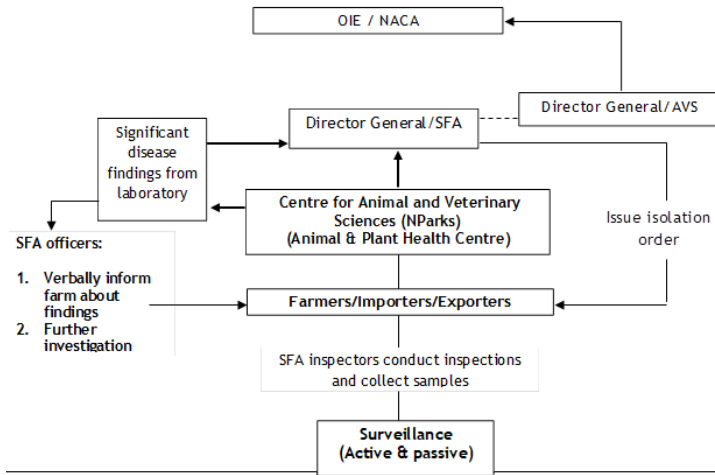 OIE / NACA
Director General/AVS
Director General/SFA
Significant
disease
findings from
laboratory
Centre for Animal and Veterinary
Sciences (NParks)
(Animal & Plant Health Centre)
Issue isolation
order
SFA officers:
1. Verbally inform
farm about
findings
2. Further
investigation
Farmers/Importers/Exporters
SFA inspectors conduct inspections
and collect samples
Surveillance
(Active & passive)